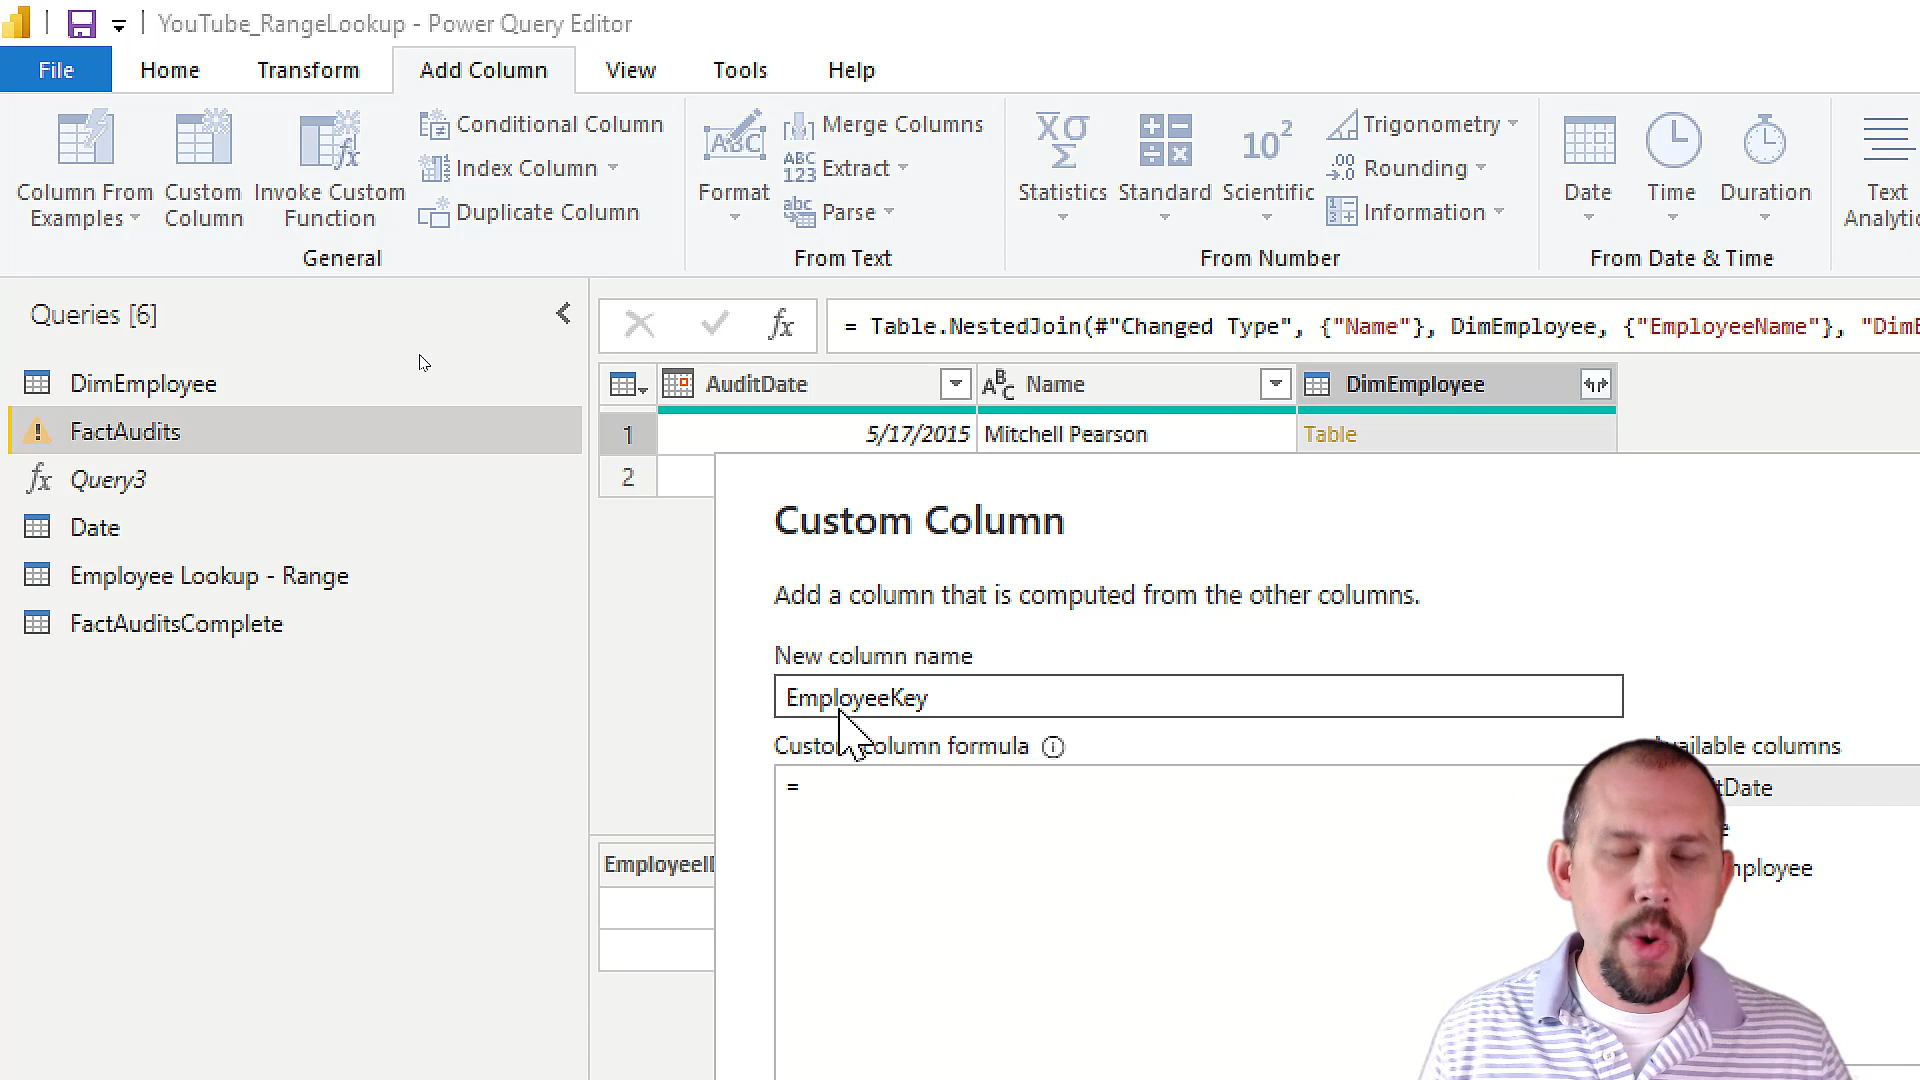 YouTube_RangeLookup - Power Query Editor
File Home Transform Add Column View Tools Help
Column From Examples
Custom Column
Invoke Custom Function
Conditional Column
Index Column
Duplicate Column
General
Format
Merge Columns
Extract
Parse
From Text
Statistics
Standard
Scientific
Trigonometry
Rounding
Information
From Number
Date
Time
Duration
From Date & Time
Text
Queries [6]
DimEmployee
FactAudits
Query3
Date
Employee Lookup - Range
FactAuditsComplete
= Table.NestedJoin(#"Changed Type", {"Name"}, DimEmployee, {"EmployeeName"},
AuditDate Name DimEmployee
1 5/17/2015 Mitchell Pearson Table
2
Custom Column
Add a column that is computed from the other columns.
New column name
EmployeeKey
Custom column formula
=
columns